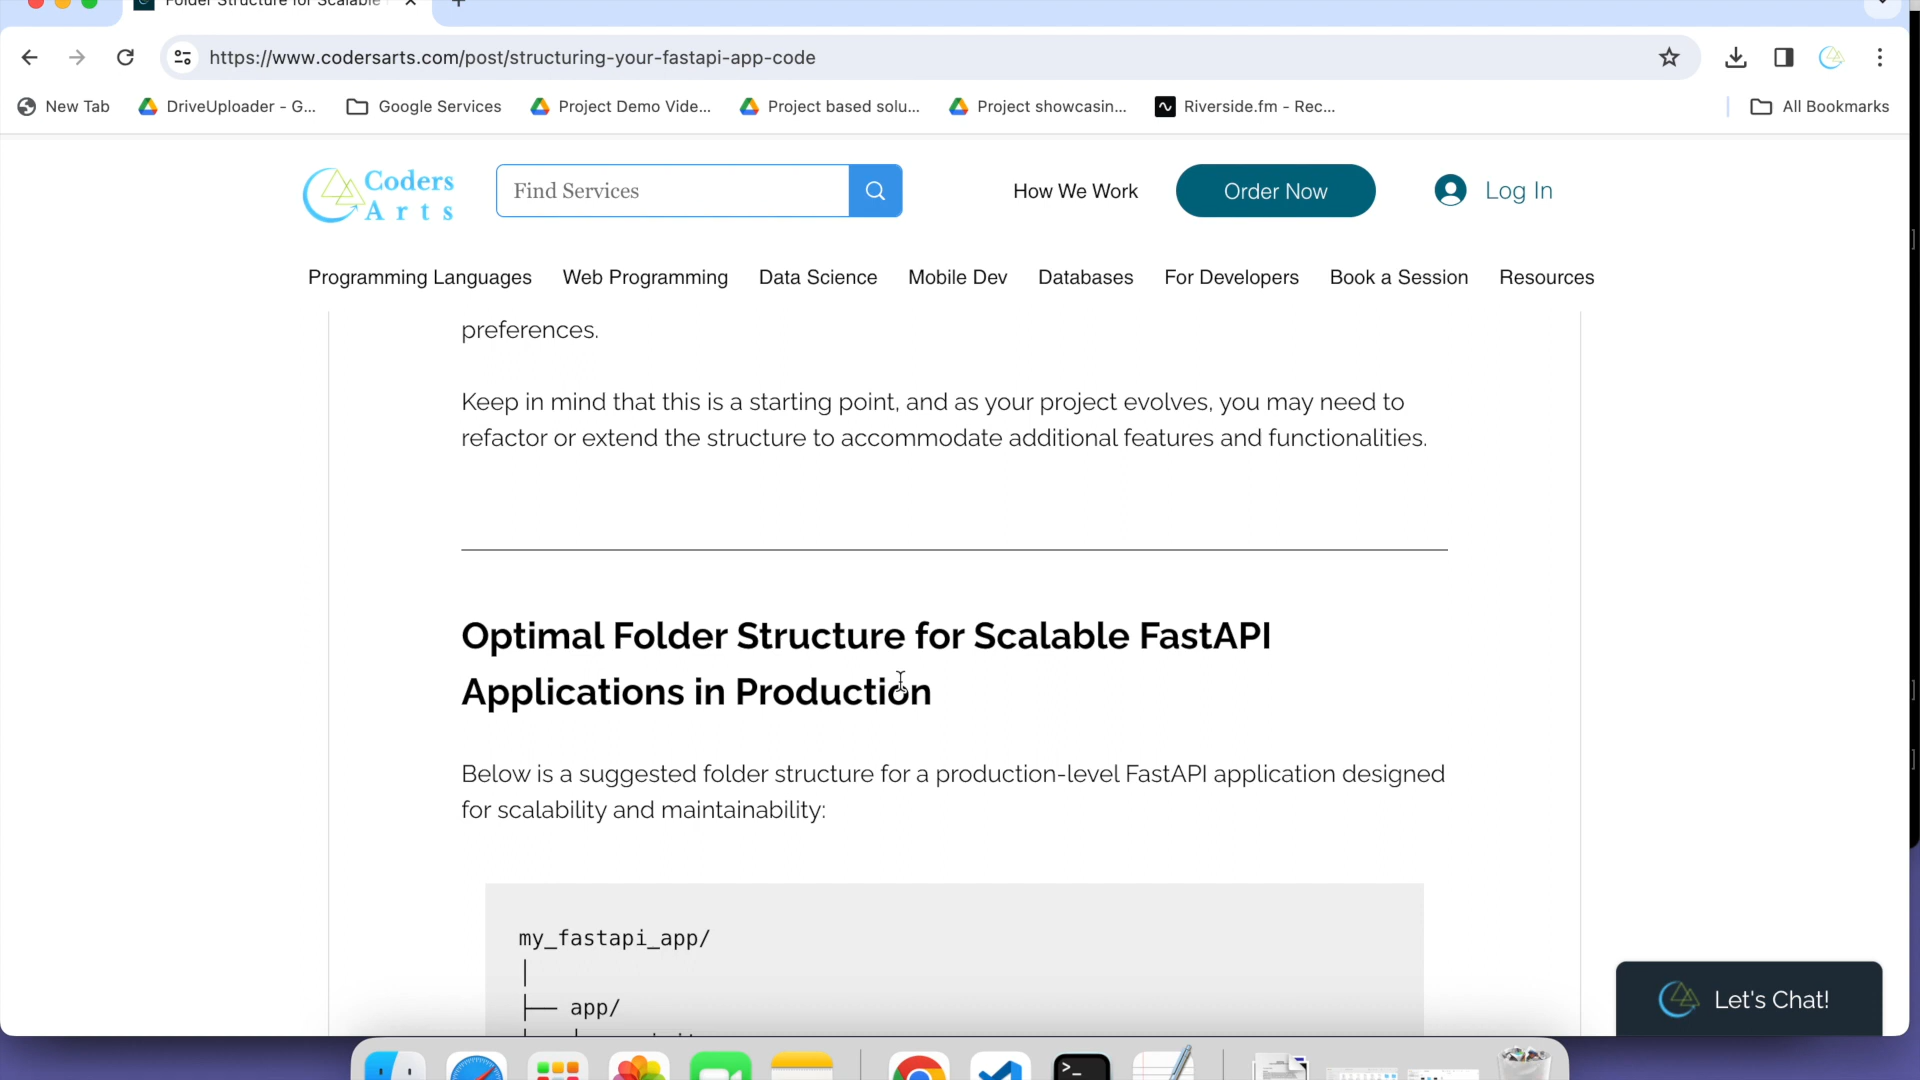 Folder Structure for Scalable
https://www.codersarts.com/post/structuring-your-fastapi-app-code
New Tab
DriveUploader - G...
Google Services
Project Demo Vide...
Project based solu...
Project showcasin...
Riverside.fm - Rec...
All Bookmarks
Coders
Arts
Find Services
How We Work
Order Now
Log In
Programming Languages
Web Programming
Data Science
Mobile Dev
Databases
For Developers
Book a Session
Resources
preferences.
Keep in mind that this is a starting point, and as your project evolves, you may need to
refactor or extend the structure to accommodate additional features and functionalities.
Optimal Folder Structure for Scalable FastAPI
Applications in Production
Below is a suggested folder structure for a production-level FastAPI application designed
for scalability and maintainability:
my_fastapi_app/
│
├── app/
Let's Chat!